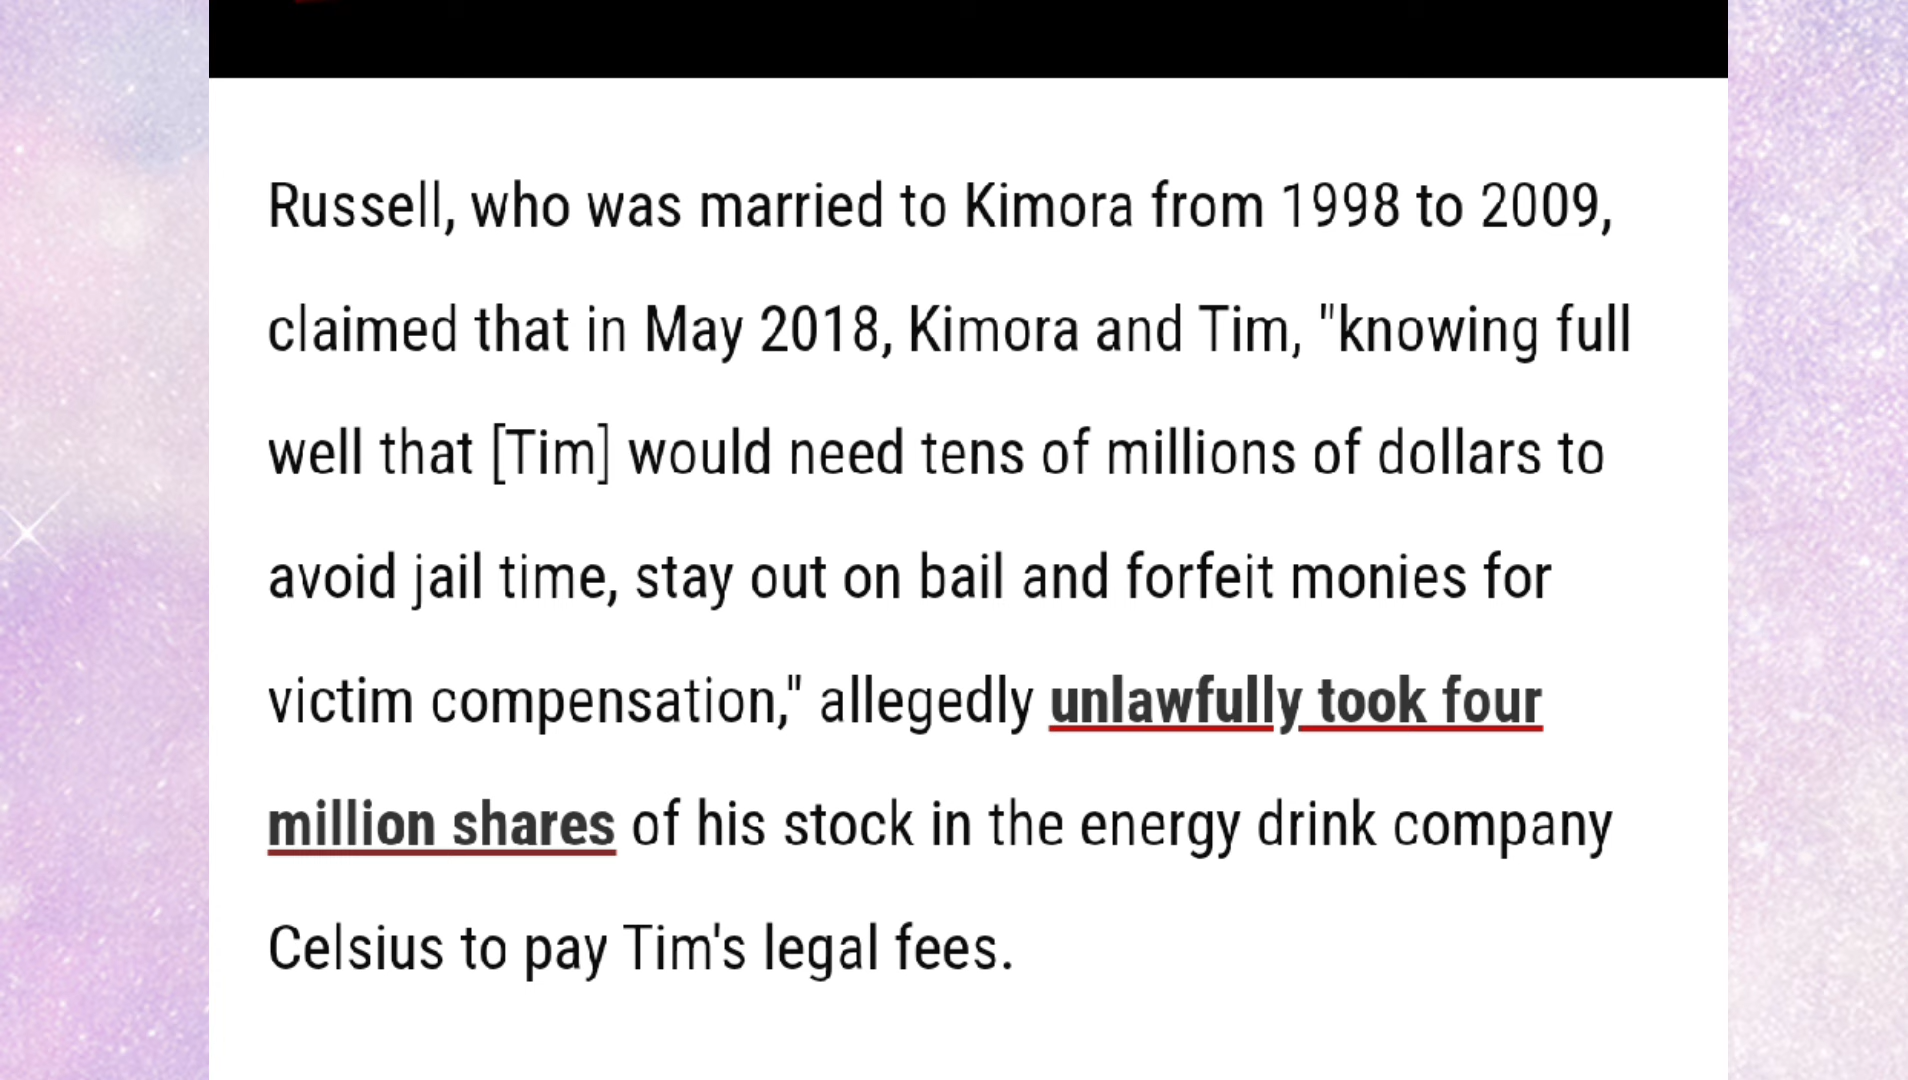 Russell, who was married to Kimora from 1998 to 2009,
claimed that in May 2018, Kimora and Tim, "knowing full
well that [Tim] would need tens of millions of dollars to
avoid jail time, stay out on bail and forfeit monies for
victim compensation," allegedly unlawfully took four
million shares of his stock in the energy drink company
Celsius to pay Tim's legal fees.